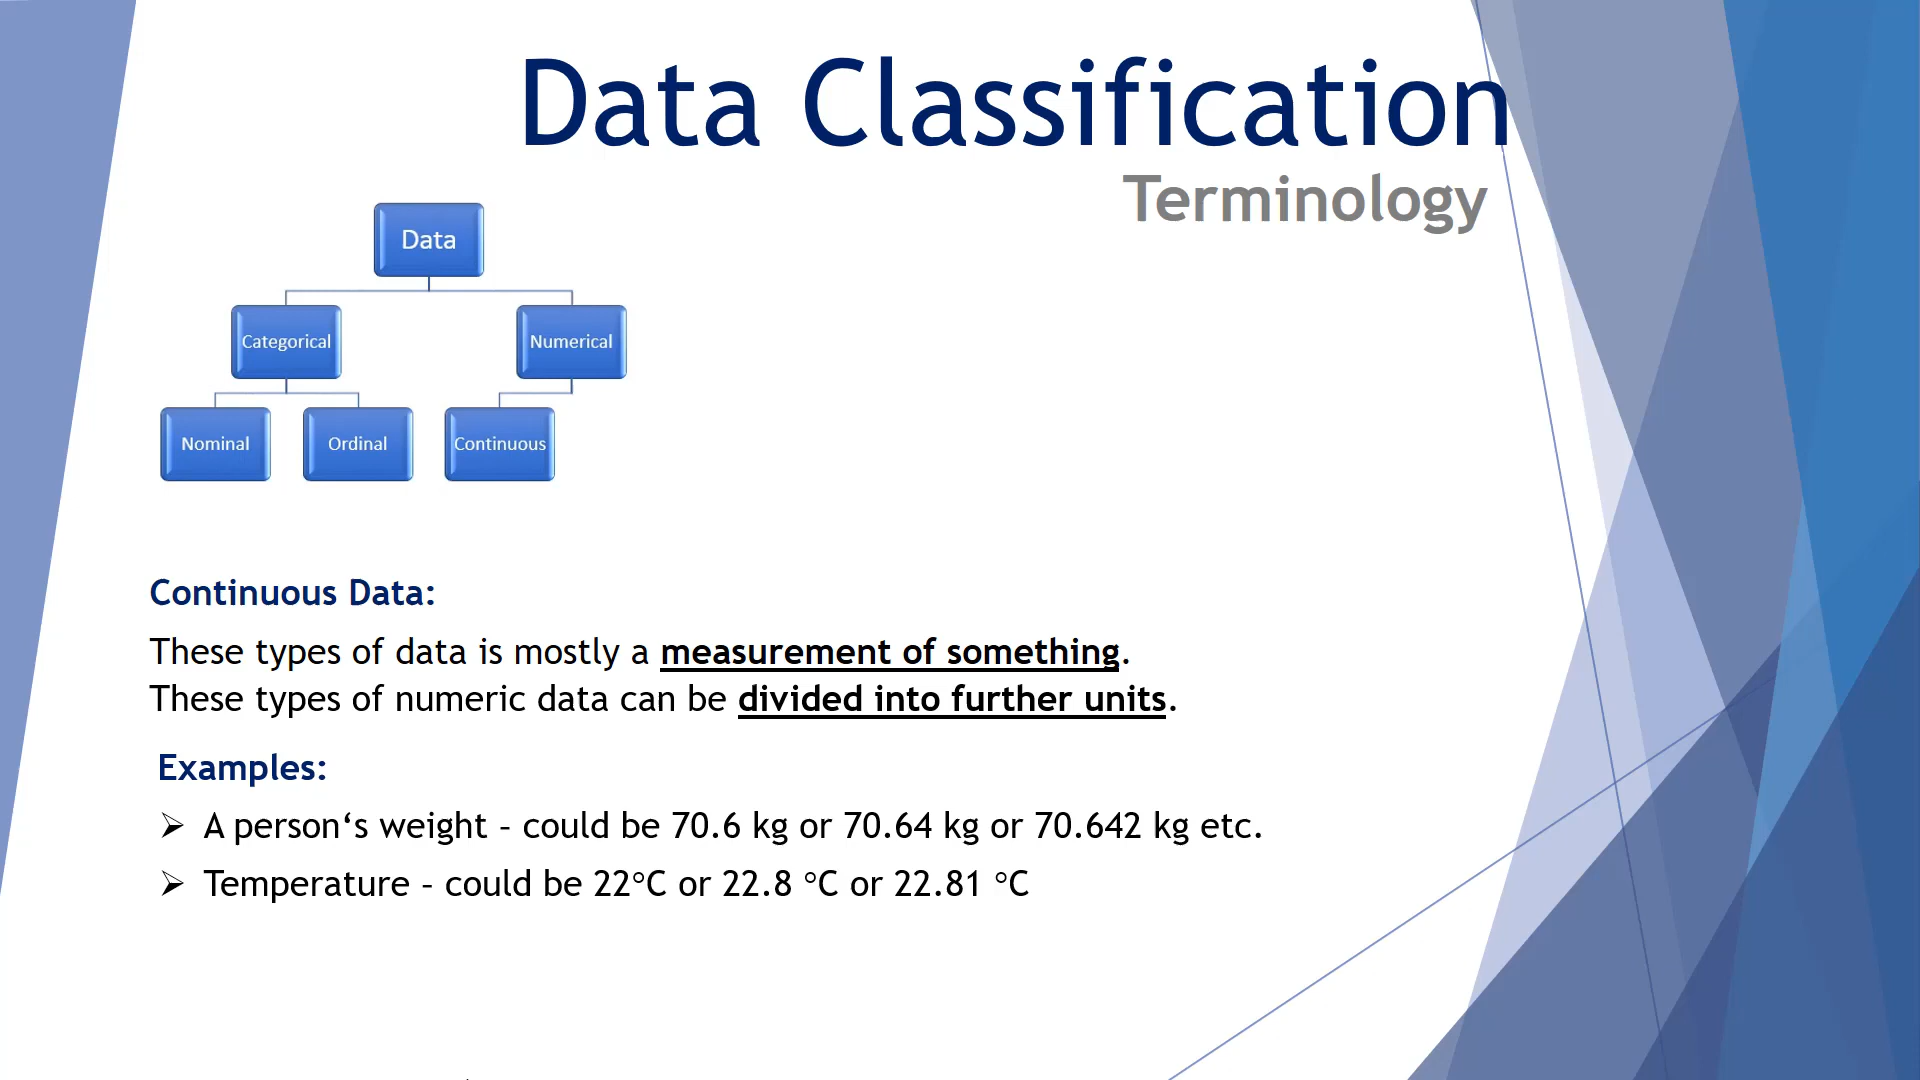 Data Classification
Terminology
Data
Categorical
Numerical
Nominal
Ordinal
Continuous
Continuous Data:
These types of data is mostly a measurement of something.
These types of numeric data can be divided into further units.
Examples:
➢ A person‘s weight – could be 70.6 kg or 70.64 kg or 70.642 kg etc.
➢ Temperature – could be 22°C or 22.8 °C or 22.81 °C